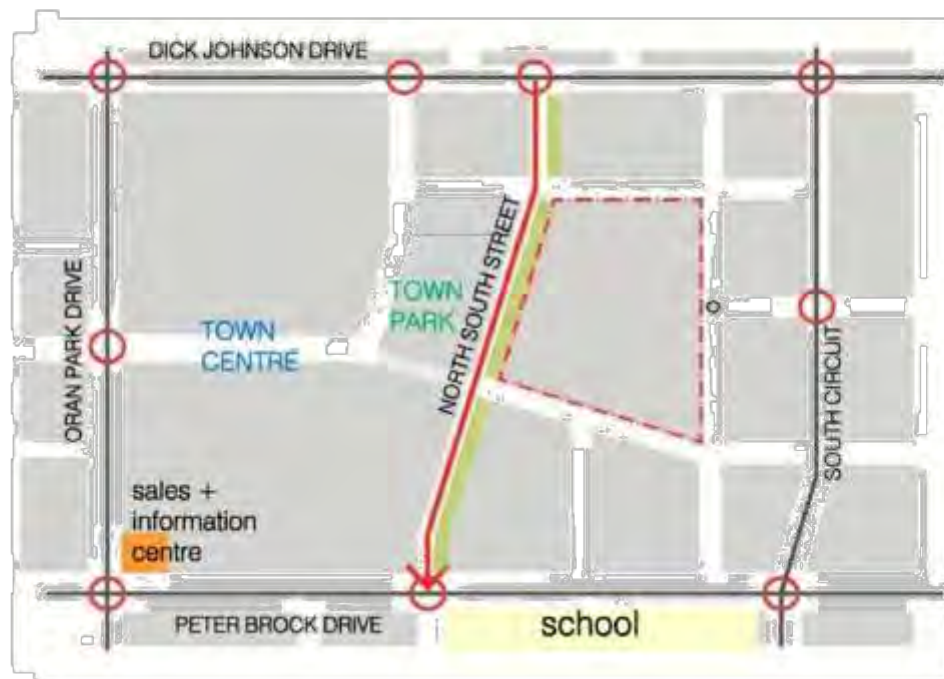 DICK JOHNSON DRIVE
ORAN PARK DRIVE
TOWN
CENTRE
TOWN
PARK
NORTH SOUTH STREET
SOUTH CIRCUIT
sales +
information
centre
PETER BROCK DRIVE
school